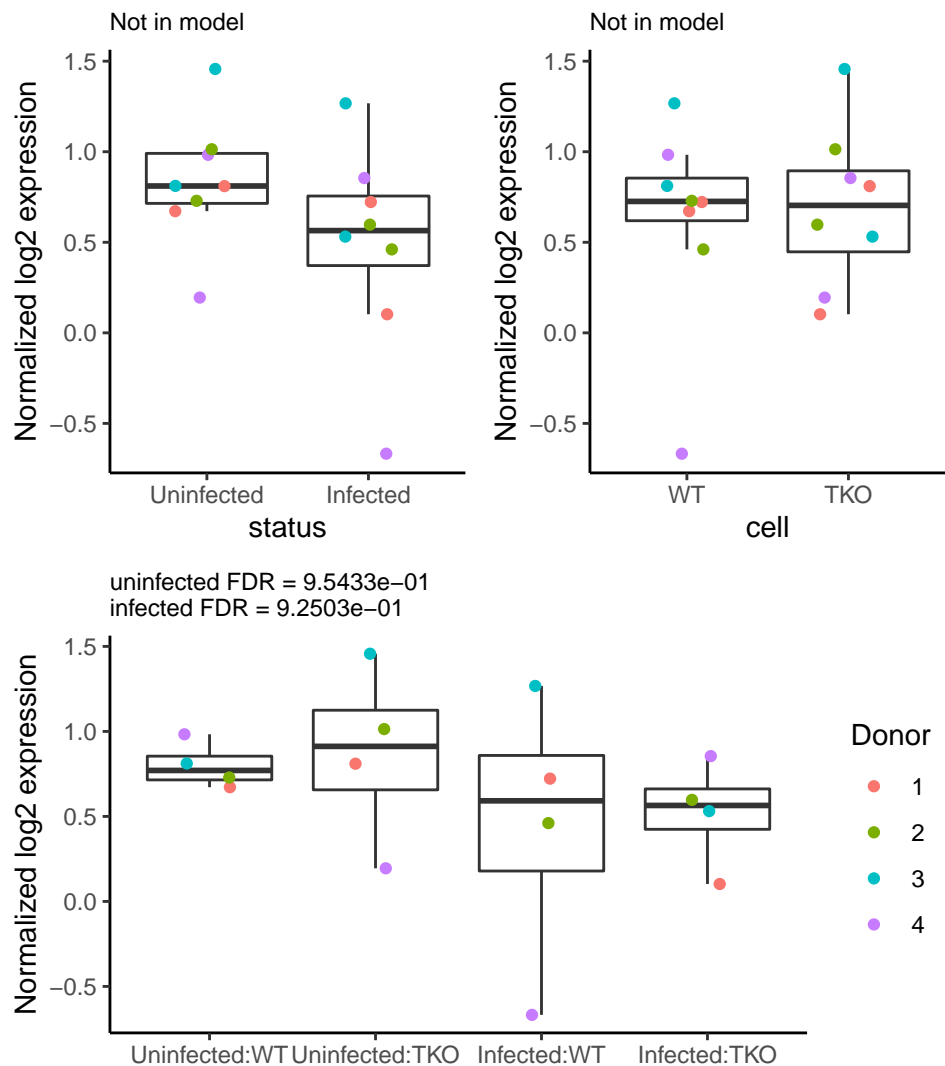 Not in model
Normalized log2 expression
1.5
1.0
0.5
0.0
−0.5
Uninfected Infected
status
Not in model
Normalized log2 expression
1.5
1.0
0.5
0.0
−0.5
WT TKO
cell
uninfected FDR = 9.5433e−01
infected FDR = 9.2503e−01
Normalized log2 expression
1.5
1.0
0.5
0.0
−0.5
Uninfected:WT Uninfected:TKO Infected:WT Infected:TKO
Donor
1
2
3
4